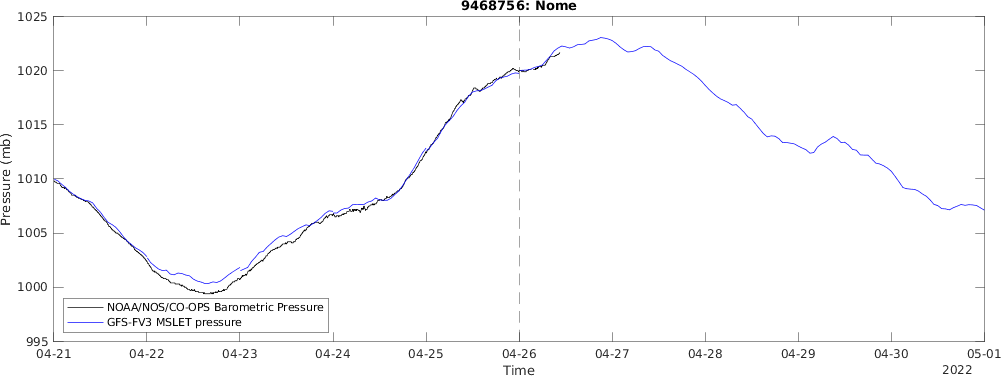 9468756: Nome
1025
1020
1015
1010
1005
1000
995
Pressure (mb)
NOAA/NOS/CO-OPS Barometric Pressure
GFS-FV3 MSLET pressure
04-21 04-22 04-23 04-24 04-25 04-26 04-27 04-28 04-29 04-30 05-01
Time
2022